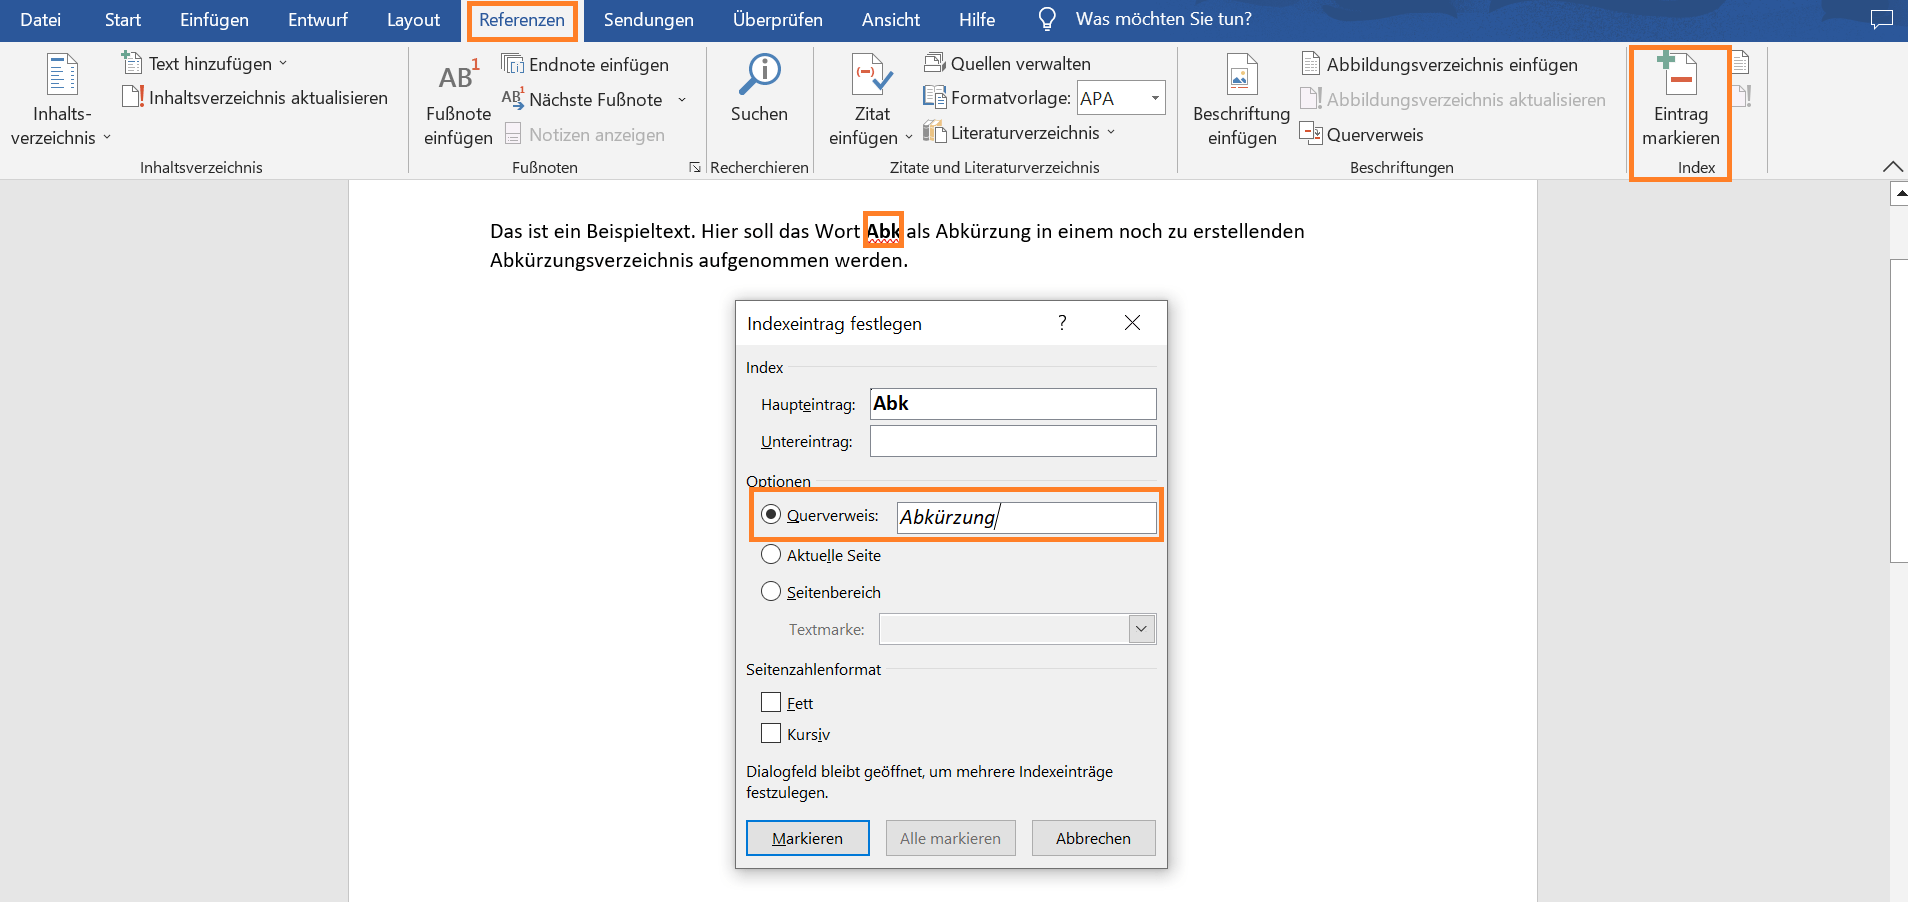 Datei Start Einfügen Entwurf Layout Referenzen Sendungen Überprüfen Ansicht Hilfe Was möchten Sie tun?
Inhalts-
verzeichnis
Text hinzufügen
Inhaltsverzeichnis aktualisieren
Inhaltsverzeichnis
AB1
Fußnote
einfügen
Endnote einfügen
AB1 Nächste Fußnote
Notizen anzeigen
Fußnoten
Suchen
Recherchieren
Zitat
einfügen
Quellen verwalten
Formatvorlage: APA
Literaturverzeichnis
Zitate und Literaturverzeichnis
Beschriftung
einfügen
Abbildungsverzeichnis einfügen
Abbildungsverzeichnis aktualisieren
Querverweis
Beschriftungen
Eintrag
markieren
Index
Das ist ein Beispieltext. Hier soll das Wort Abk als Abkürzung in einem noch zu erstellenden
Abkürzungsverzeichnis aufgenommen werden.
Indexeintrag festlegen ?
Index
Haupteintrag: Abk
Untereintrag:
Optionen
Querverweis: Abkürzung
Aktuelle Seite
Seitenbereich
Textmarke:
Seitenzahlenformat
Fett
Kursiv
Dialogfeld bleibt geöffnet, um mehrere Indexeinträge
festzulegen.
Markieren Alle markieren Abbrechen